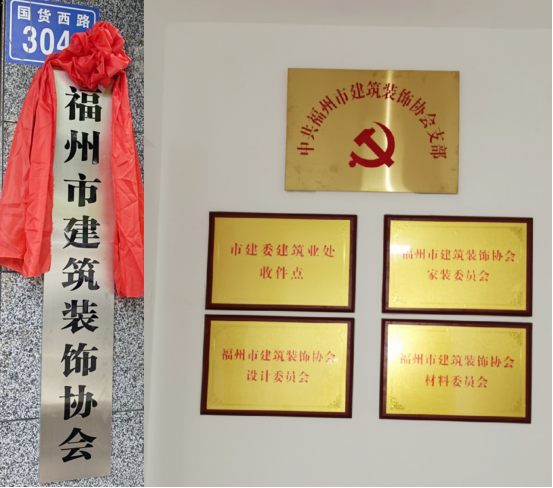 国货西路
304
福州市建筑装饰协会
中共福州市建筑装饰协会支部
市建委建筑业处
收件点
福州市建筑装饰协会
家装委员会
福州市建筑装饰协会
设计委员会
福州市建筑装饰协会
材料委员会